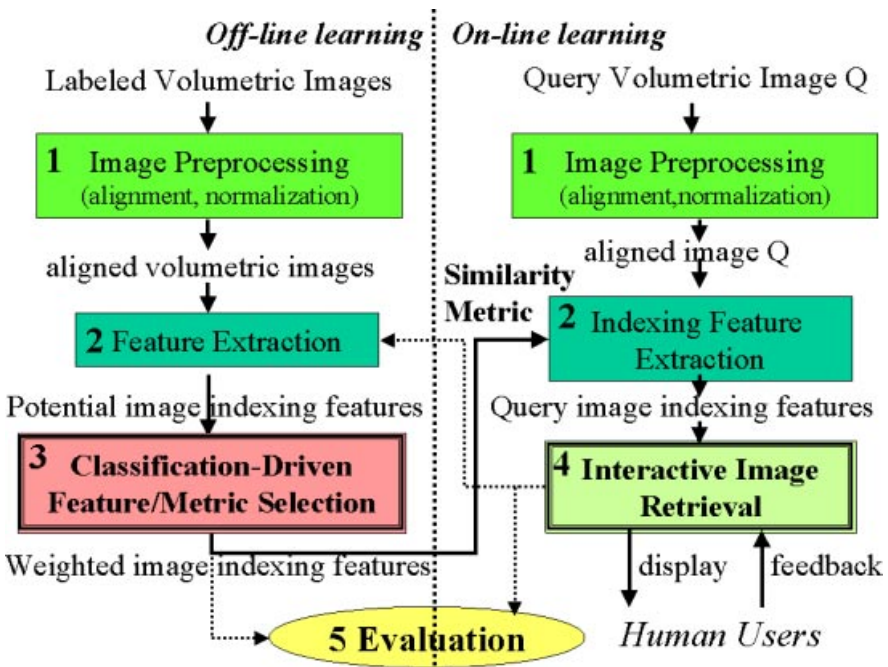 Off-line learning
On-line learning
Labeled Volumetric Images
1 Image Preprocessing
(alignment, normalization)
aligned volumetric images
2 Feature Extraction
Potential image indexing features
3 Classification-Driven
Feature/Metric Selection
Weighted image indexing features
Query Volumetric Image Q
1 Image Preprocessing
(alignment,normalization)
aligned image Q
Similarity
Metric
2 Indexing Feature
Extraction
Query image indexing features
4 Interactive Image
Retrieval
display
feedback
Human Users
5 Evaluation